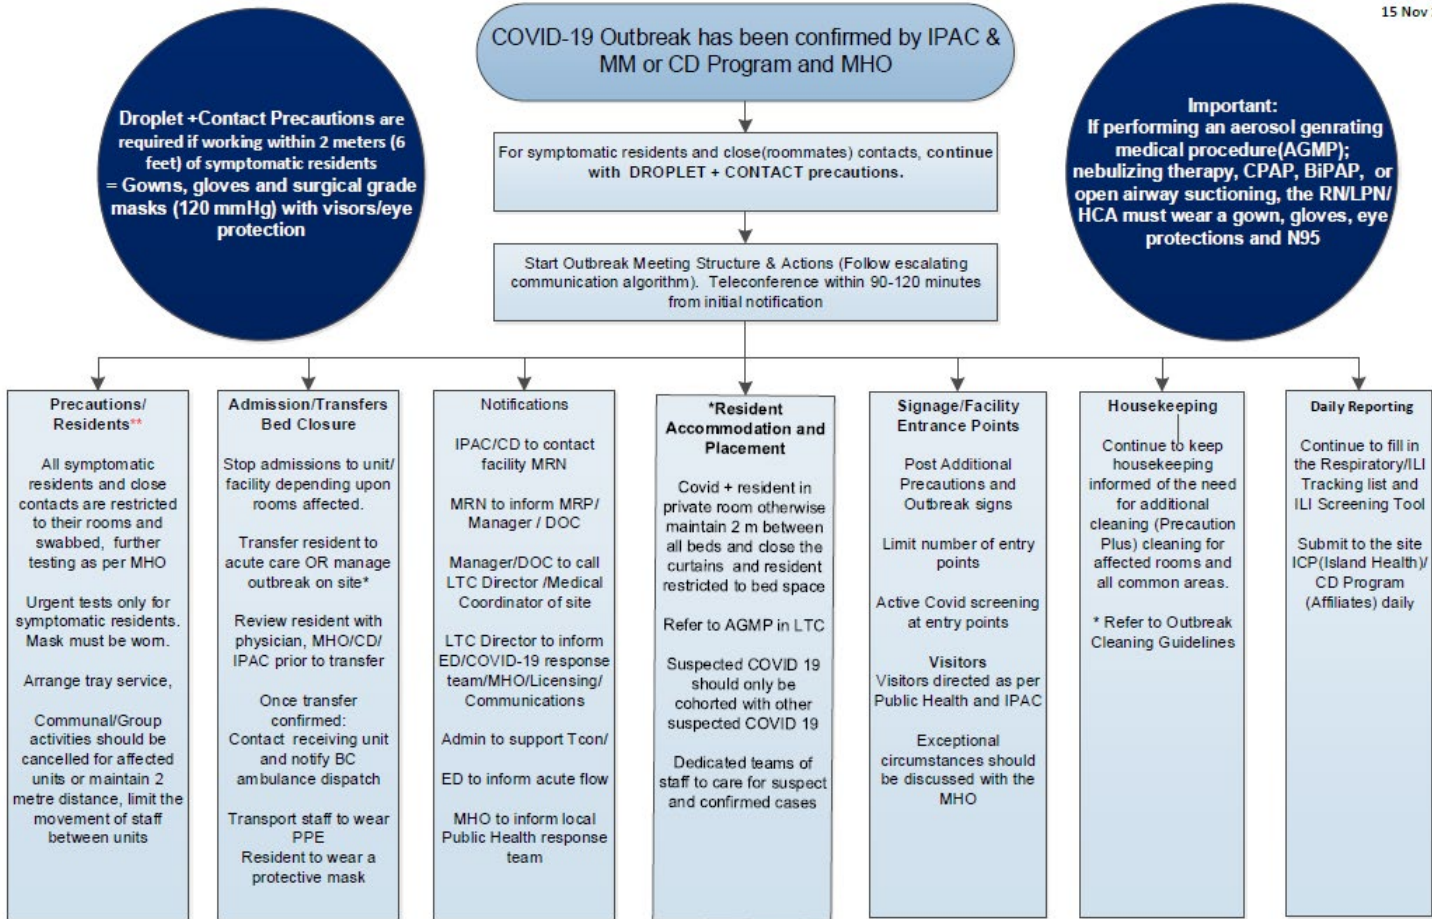 15 Nov
COVID-19 Outbreak has been confirmed by IPAC &
MM or CD Program and MHO
Droplet +Contact Precautions are
required if working within 2 meters (6
feet) of symptomatic residents
= Gowns, gloves and surgical grade
masks (120 mmHg) with visors/eye
protection
Important:
If performing an aerosol genrating
medical procedure(AGMP);
nebulizing therapy, CPAP, BiPAP, or
open airway suctioning, the RN/LPN/
HCA must wear a gown, gloves, eye
protections and N95
For symptomatic residents and close(roommates) contacts, continue
with DROPLET + CONTACT precautions.
Start Outbreak Meeting Structure & Actions (Follow escalating
communication algorithm). Teleconference within 90-120 minutes
from initial notification
Precautions/
Residents**
All symptomatic
residents and close
contacts are restricted
to their rooms and
swabbed, further
testing as per MHO
Urgent tests only for
symptomatic residents.
Mask must be worn.
Arrange tray service,
Communal/Group
activities should be
cancelled for affected
units or maintain 2
metre distance, limit the
movement of staff
between units
Admission/Transfers
Bed Closure
Stop admissions to unit/
facility depending upon
rooms affected.
Transfer resident to
acute care OR manage
outbreak on site*
Review resident with
physician, MHO/CD/
IPAC prior to transfer
Once transfer
confirmed:
Contact receiving unit
and notify BC
ambulance dispatch
Transport staff to wear
PPE
Resident to wear a
protective mask
Notifications
IPAC/CD to contact
facility MRN
MRN to inform MRP/
Manager / DOC
Manager/DOC to call
LTC Director /Medical
Coordinator of site
LTC Director to inform
ED/COVID-19 response
team/MHO/Licensing/
Communications
Admin to support Tcon/
ED to inform acute flow
MHO to inform local
Public Health response
team
*Resident
Accommodation and
Placement
Covid + resident in
private room otherwise
maintain 2 m between
all beds and close the
curtains and resident
restricted to bed space
Refer to AGMP in LTC
Suspected COVID 19
should only be
cohorted with other
suspected COVID 19
Dedicated teams of
staff to care for suspect
and confirmed cases
Signage/Facility
Entrance Points
Post Additional
Precautions and
Outbreak signs
Limit number of entry
points
Active Covid screening
at entry points
Visitors
Visitors directed as per
Public Health and IPAC
Exceptional
circumstances should
be discussed with the
MHO
Housekeeping
Continue to keep
housekeeping
informed of the need
for additional
cleaning (Precaution
Plus) cleaning for
affected rooms and
all common areas.
* Refer to Outbreak
Cleaning Guidelines
Daily Reporting
Continue to fill in
the Respiratory/ILI
Tracking list and
ILI Screening Tool
Submit to the site
ICP(Island Health)/
CD Program
(Affiliates) daily